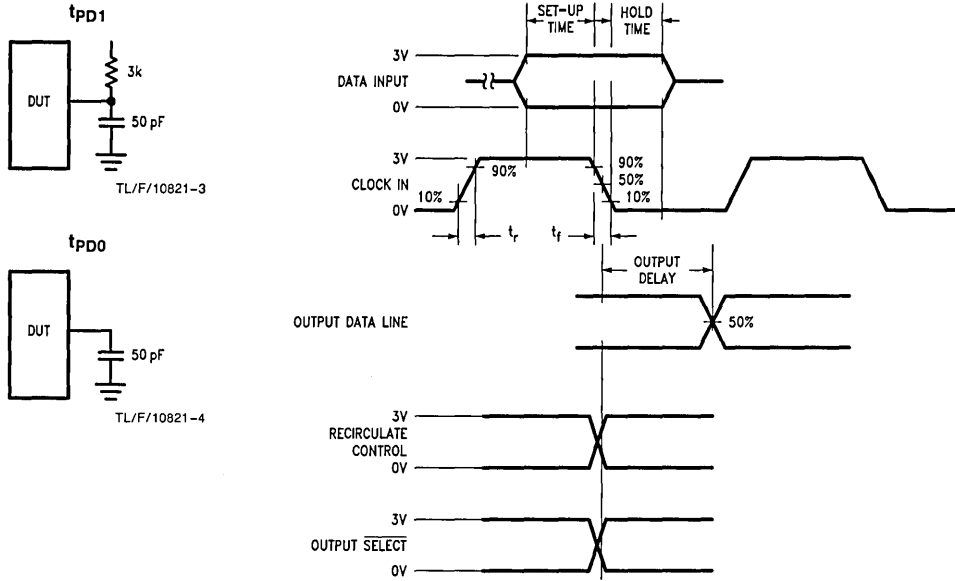 tPD1
DUT
3k
50 pF
TL/F/10821-3
tPD0
DUT
50 pF
TL/F/10821-4
SET-UP TIME
HOLD TIME
3V
DATA INPUT
0V
3V
90%
90%
CLOCK IN
50%
10%
10%
0V
tr
tf
OUTPUT DELAY
OUTPUT DATA LINE
50%
3V
RECIRCULATE CONTROL
0V
3V
OUTPUT SELECT
0V